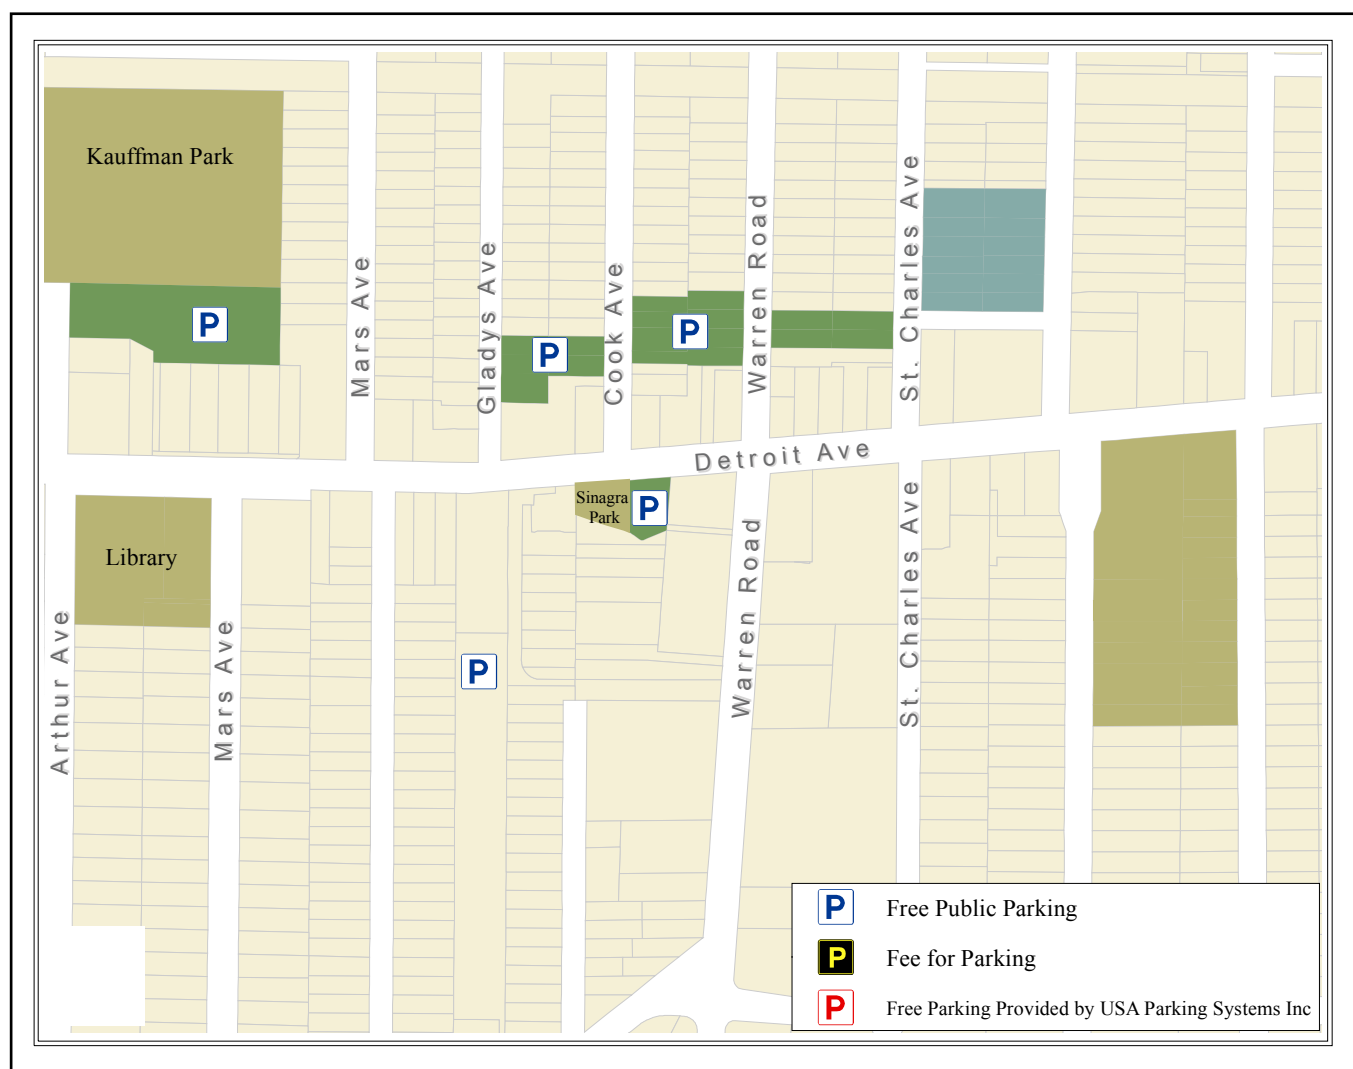 Kauffman Park
P
Mars Ave
Gladys Ave
P
Cook Ave
P
Warren Road
St. Charles Ave
Detroit Ave
Sinagra
Park
P
Library
Arthur Ave
Mars Ave
P
Warren Road
St. Charles Ave
P Free Public Parking
P Fee for Parking
P Free Parking Provided by USA Parking Systems Inc